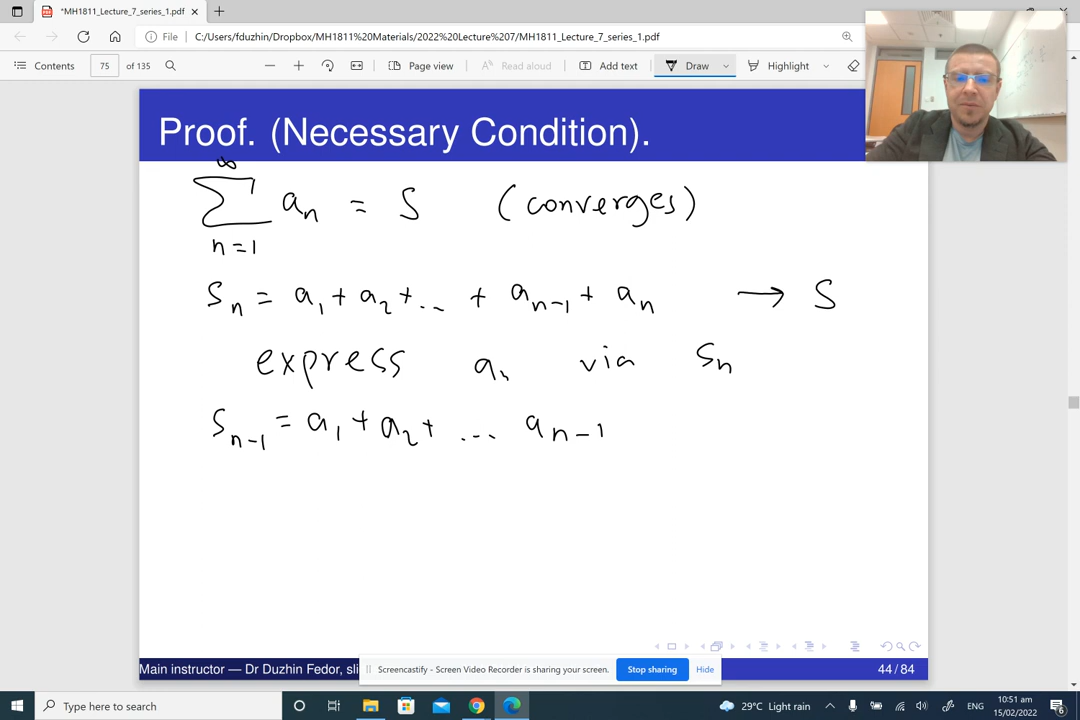 *MH1811_Lecture_7_series_1.pdf
File C:/Users/fduzhin/Dropbox/MH1811%20Materials/2022%20Lecture%207/MH1811_Lecture_7_series_1.pdf
Contents 75 of 135 Page view Read aloud Add text Draw Highlight
Proof. (Necessary Condition).
∞
∑ aₙ = S (converges)
n=1
Sₙ = a₁ + a₂ + ... + aₙ₋₁ + aₙ → S
express aₙ via Sₙ
Sₙ₋₁ = a₁ + a₂ + ... aₙ₋₁
Main instructor — Dr Duzhin Fedor, sli
44 / 84
Screencastify - Screen Video Recorder is sharing your screen. Stop sharing Hide
Type here to search
29°C Light rain ENG 10:51 am
15/02/2022 6